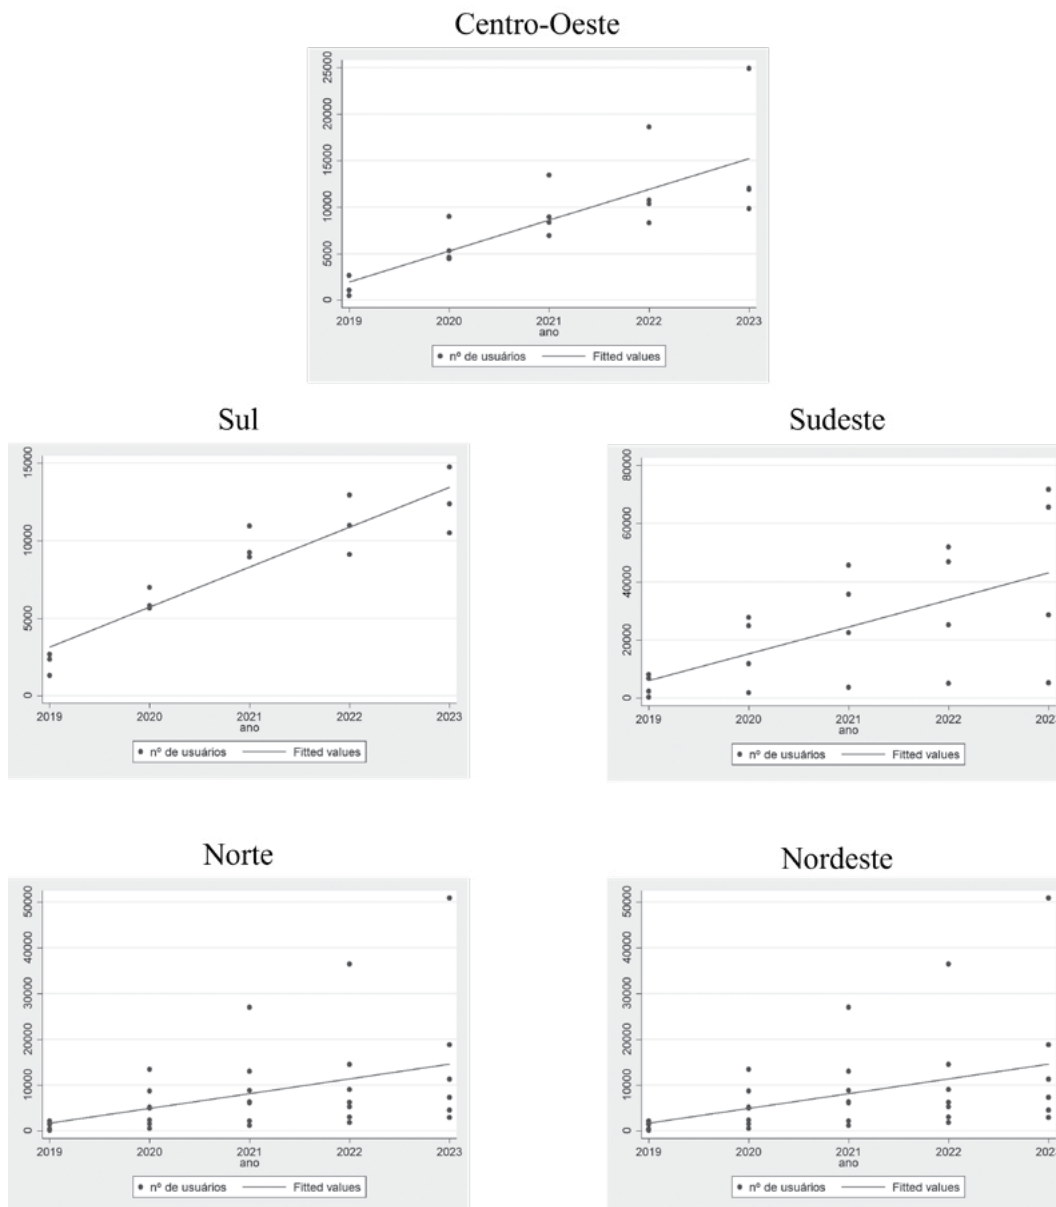 Centro-Oeste
25000
20000
15000
10000
5000
0
2019 2020 2021 2022 2023
ano
nº de usuários Fitted values
Sul
15000
10000
5000
0
2019 2020 2021 2022 2023
ano
nº de usuários Fitted values
Sudeste
80000
60000
40000
20000
0
2019 2020 2021 2022 2023
ano
nº de usuários Fitted values
Norte
50000
40000
30000
20000
10000
0
2019 2020 2021 2022 2023
ano
nº de usuários Fitted values
Nordeste
50000
40000
30000
20000
10000
0
2019 2020 2021 2022 2023
ano
nº de usuários Fitted values